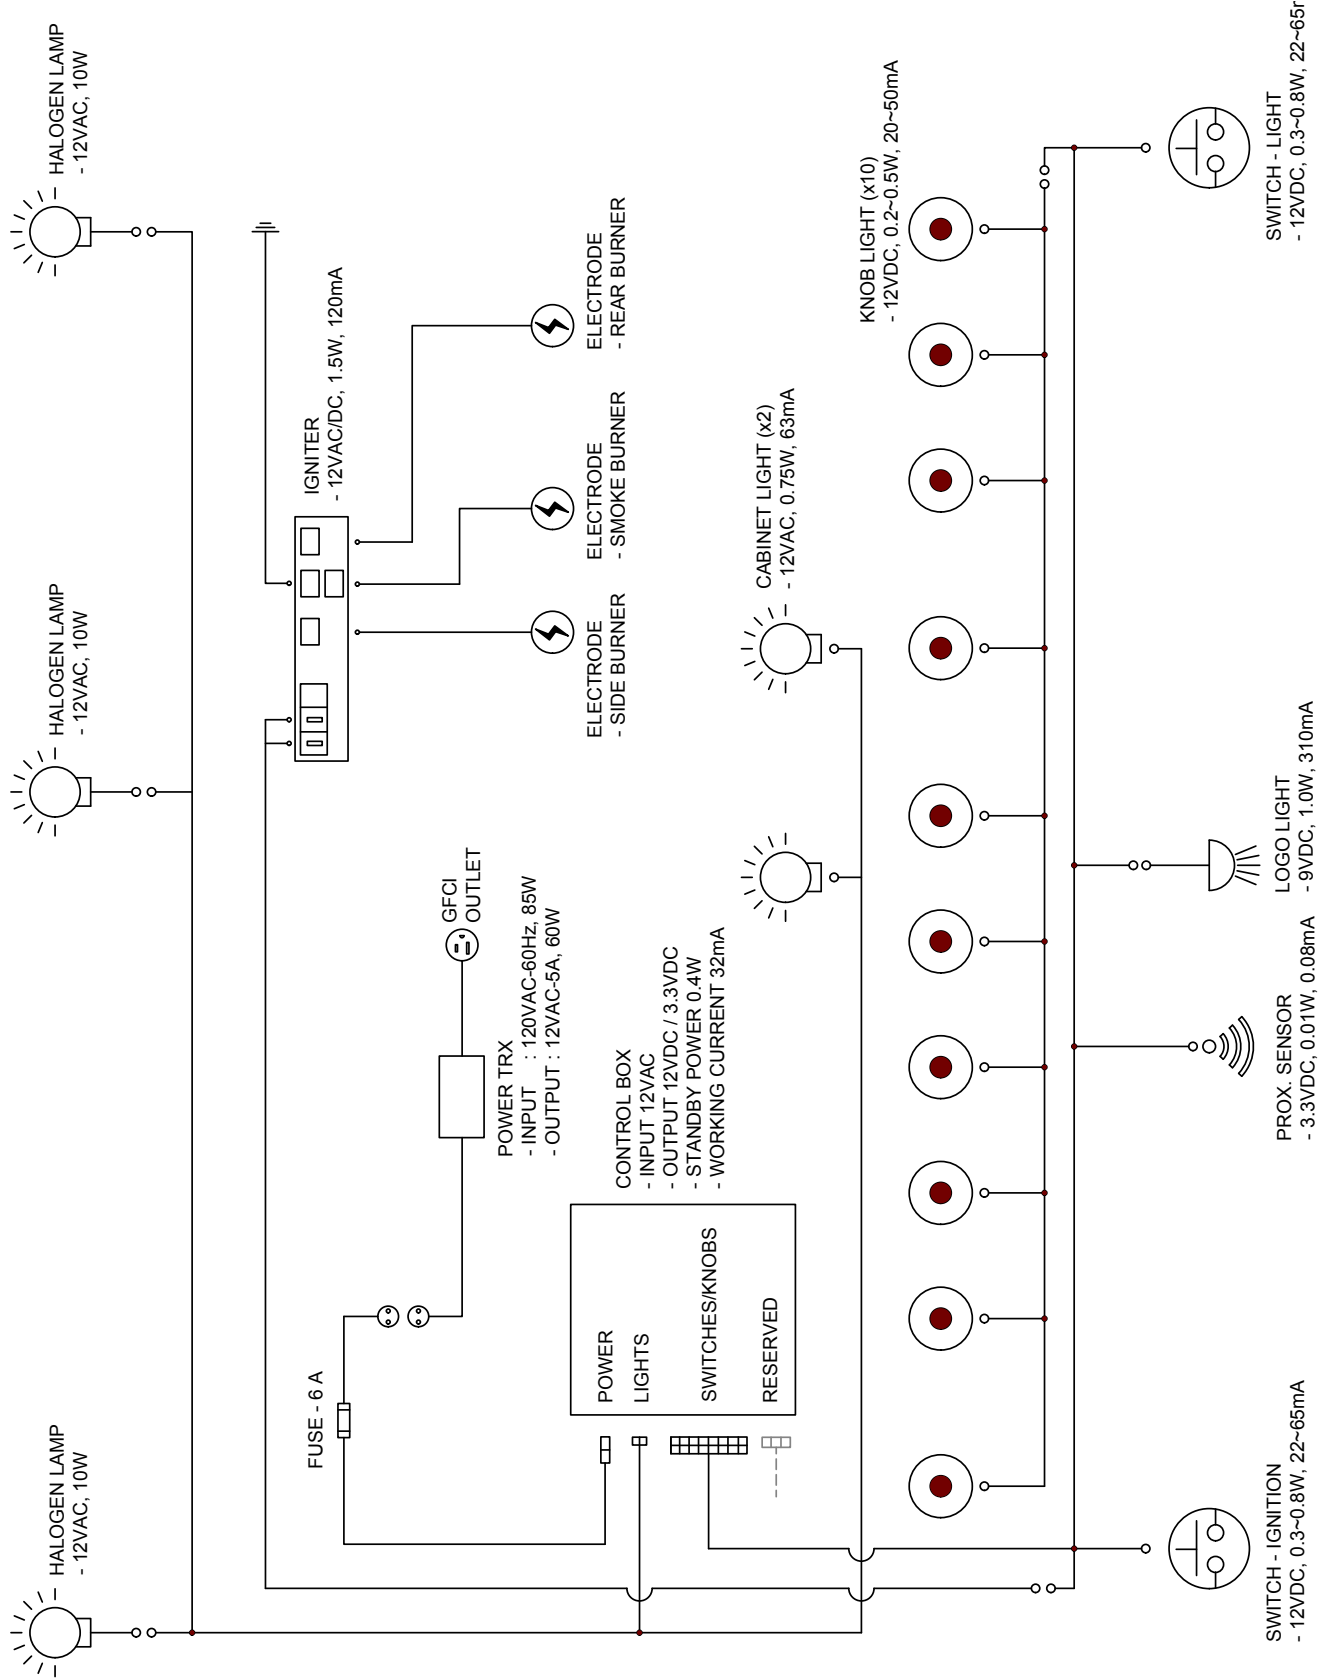 HALOGEN LAMP
- 12VAC, 10W
HALOGEN LAMP
- 12VAC, 10W
HALOGEN LAMP
- 12VAC, 10W
FUSE - 6 A
IGNITER
- 12VAC/DC, 1.5W, 120mA
GFCI
OUTLET
POWER TRX
- INPUT : 120VAC-60Hz, 85W
- OUTPUT : 12VAC-5A, 60W
ELECTRODE
- SIDE BURNER
ELECTRODE
- SMOKE BURNER
ELECTRODE
- REAR BURNER
CONTROL BOX
- INPUT 12VAC
- OUTPUT 12VDC / 3.3VDC
- STANDBY POWER 0.4W
- WORKING CURRENT 32mA
POWER
LIGHTS
SWITCHES/KNOBS
RESERVED
CABINET LIGHT (x2)
- 12VAC, 0.75W, 63mA
KNOB LIGHT (x10)
- 12VDC, 0.2~0.5W, 20~50mA
SWITCH - IGNITION
- 12VDC, 0.3~0.8W, 22~65mA
PROX. SENSOR
- 3.3VDC, 0.01W, 0.08mA
LOGO LIGHT
- 9VDC, 1.0W, 310mA
SWITCH - LIGHT
- 12VDC, 0.3~0.8W,